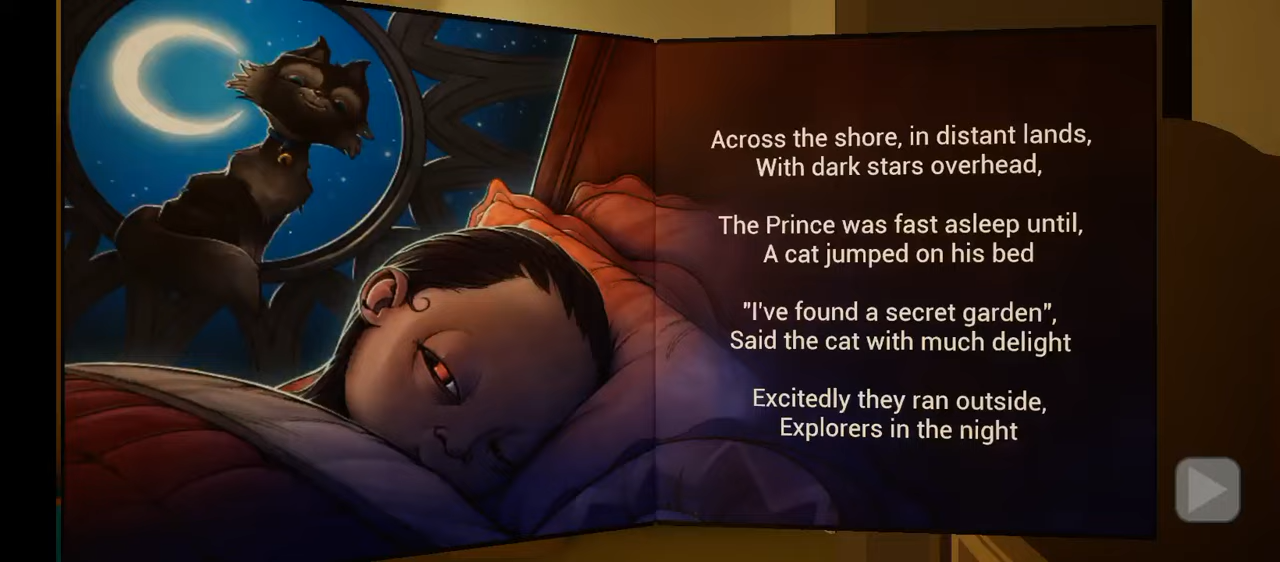 Across the shore, in distant lands,
With dark stars overhead,
The Prince was fast asleep until,
A cat jumped on his bed
"I've found a secret garden",
Said the cat with much delight
Excitedly they ran outside,
Explorers in the night